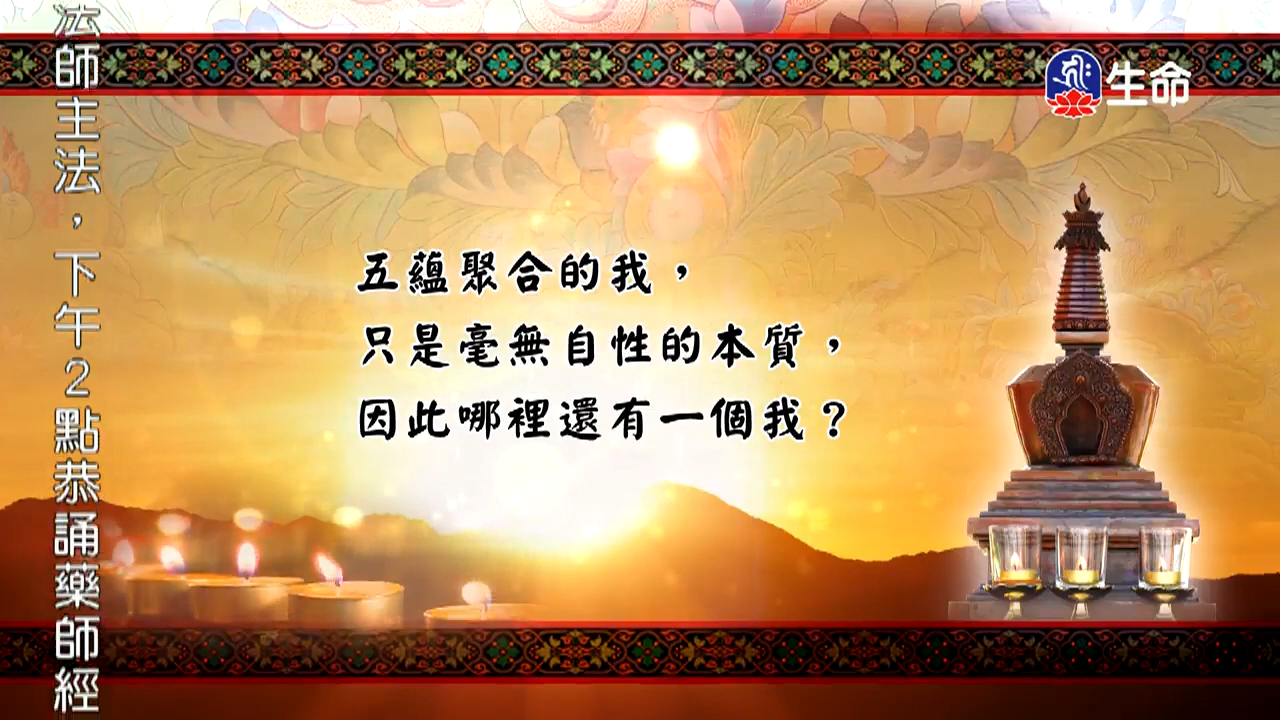 法師主法，下午2點恭誦藥師經
生命
五蘊聚合的我，
只是毫無自性的本質，
因此哪裡還有一個我？